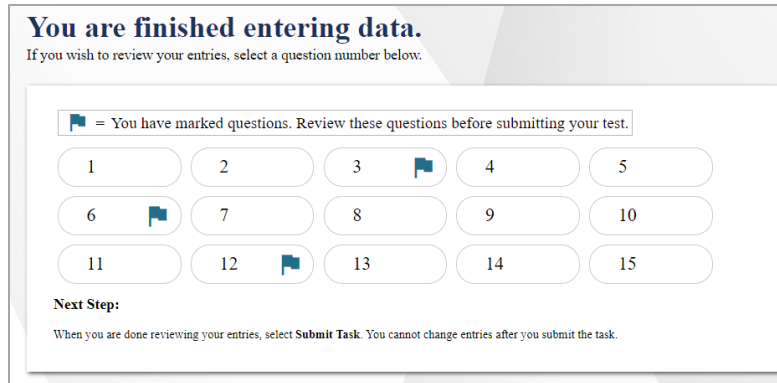 You are finished entering data.
If you wish to review your entries, select a question number below.
= You have marked questions. Review these questions before submitting your test.
1 2 3 4 5
6 7 8 9 10
11 12 13 14 15
Next Step:
When you are done reviewing your entries, select Submit Task. You cannot change entries after you submit the task.